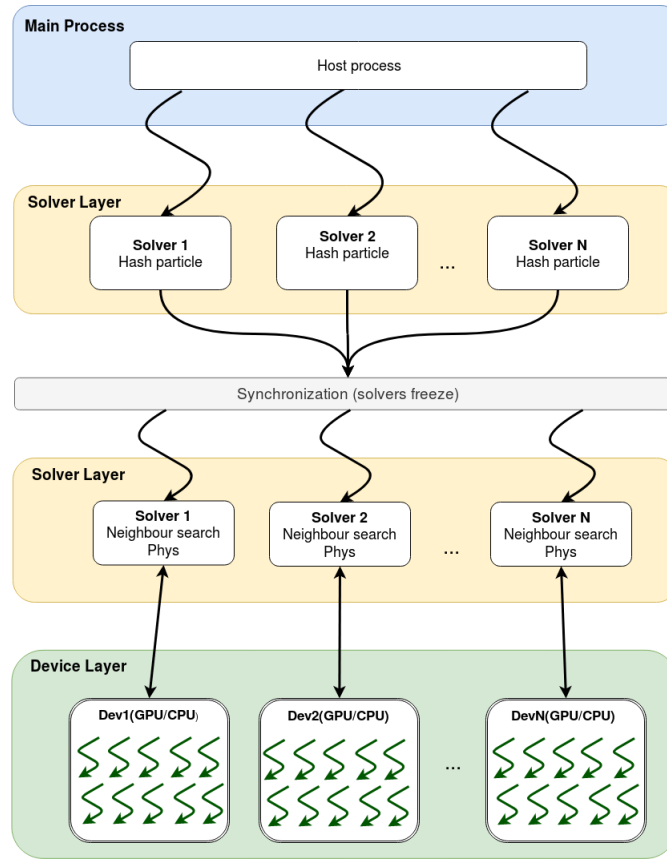 Main Process
Host process
Solver Layer
Solver 1
Hash particle
Solver 2
Hash particle
...
Solver N
Hash particle
Synchronization (solvers freeze)
Solver Layer
Solver 1
Neighbour search
Phys
Solver 2
Neighbour search
Phys
...
Solver N
Neighbour search
Phys
Device Layer
Dev1(GPU/CPU)
Dev2(GPU/CPU)
...
DevN(GPU/CPU)